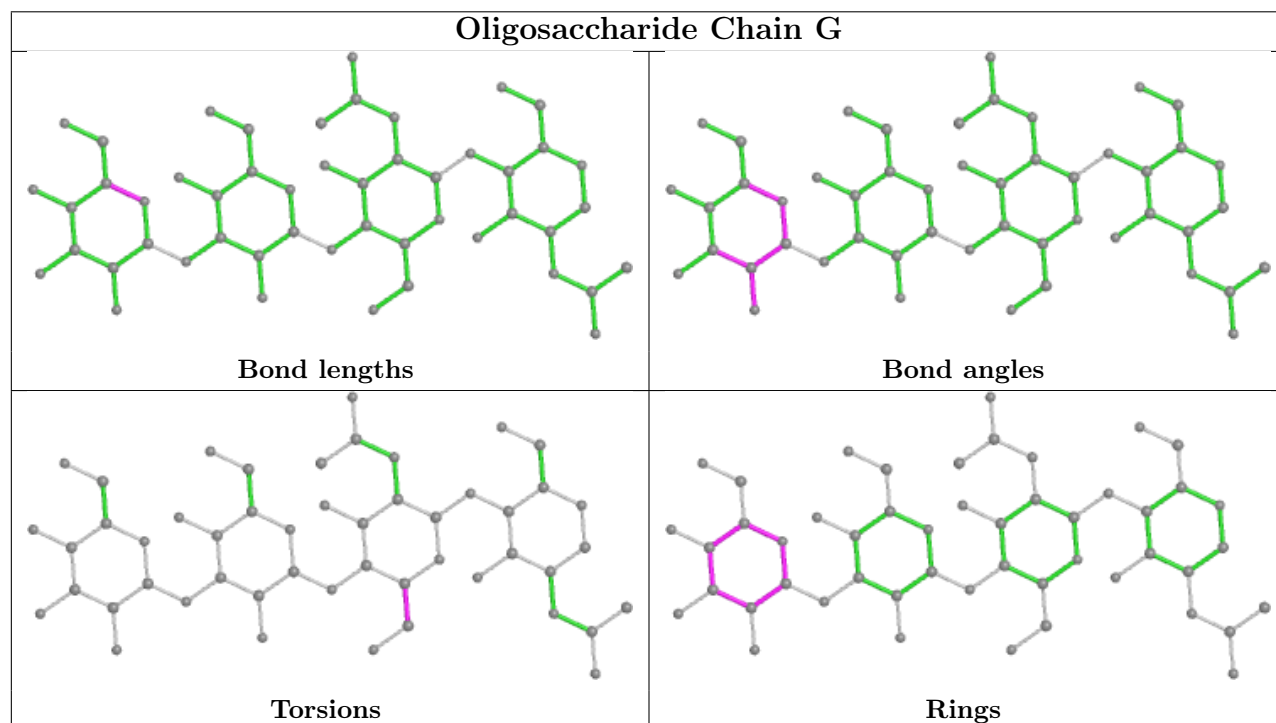 Oligosaccharide Chain G
Bond lengths
Bond angles
Torsions
Rings